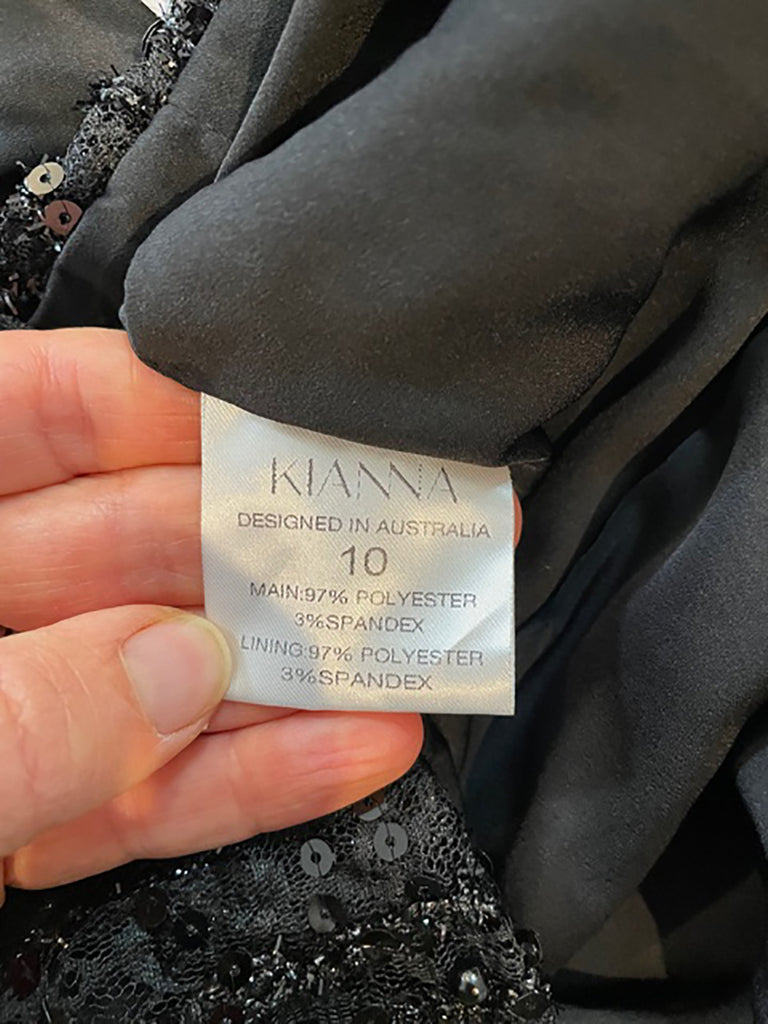 KIANNA
DESIGNED IN AUSTRALIA
10
MAIN:97% POLYESTER
3%SPANDEX
LINING:97% POLYESTER
3%SPANDEX